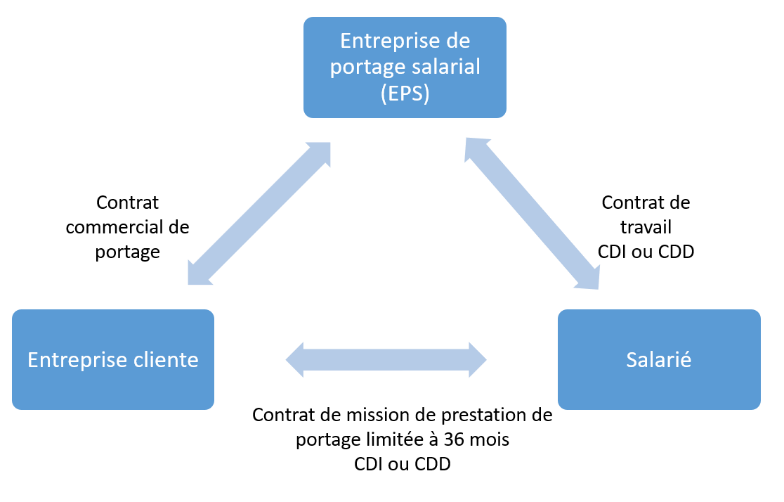 Entreprise de
portage salarial
(EPS)
Contrat
commercial de
portage
Contrat de
travail
CDI ou CDD
Entreprise cliente
Salarié
Contrat de mission de prestation de
portage limitée à 36 mois
CDI ou CDD